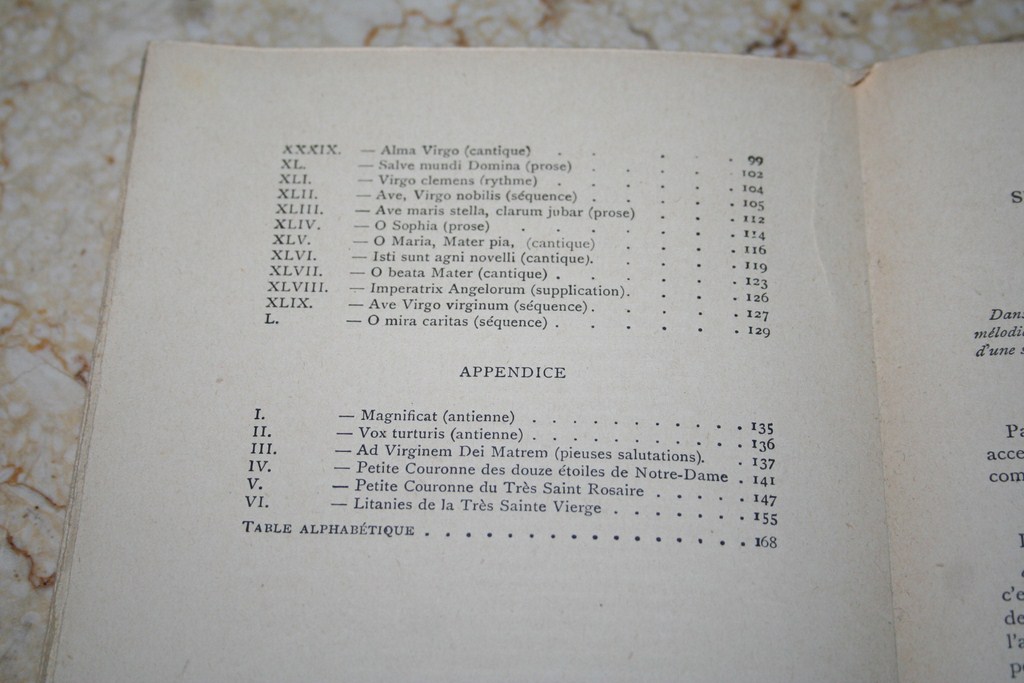 XXXIX. — Alma Virgo (cantique) . . . . . 99
XL. — Salve mundi Domina (prose) . . . . . 102
XLI. — Virgo clemens (rythme) . . . . . 104
XLII. — Ave, Virgo nobilis (séquence) . . . . 105
XLIII. — Ave maris stella, clarum jubar (prose) . . . 112
XLIV. — O Sophia (prose) . . . . . . 114
XLV. — O Maria, Mater pia, (cantique) . . . . 116
XLVI. — Isti sunt agni novelli (cantique). . . . . 119
XLVII. — O beata Mater (cantique) . . . . . . 123
XLVIII. — Imperatrix Angelorum (supplication). . . . 126
XLIX. — Ave Virgo virginum (séquence) . . . . . 127
L. — O mira caritas (séquence) . . . . . . 129
APPENDICE
I. — Magnificat (antienne) . . . . . . . . . . 135
II. — Vox turturis (antienne) . . . . . . . . . . 136
III. — Ad Virginem Dei Matrem (pieuses salutations). . 137
IV. — Petite Couronne des douze étoiles de Notre-Dame . 141
V. — Petite Couronne du Très Saint Rosaire . . . . . 147
VI. — Litanies de la Très Sainte Vierge . . . . . . . 155
TABLE ALPHABÉTIQUE . . . . . . . . . . . . . . . . 168
mélodi
d'une
c'e
de
l'a